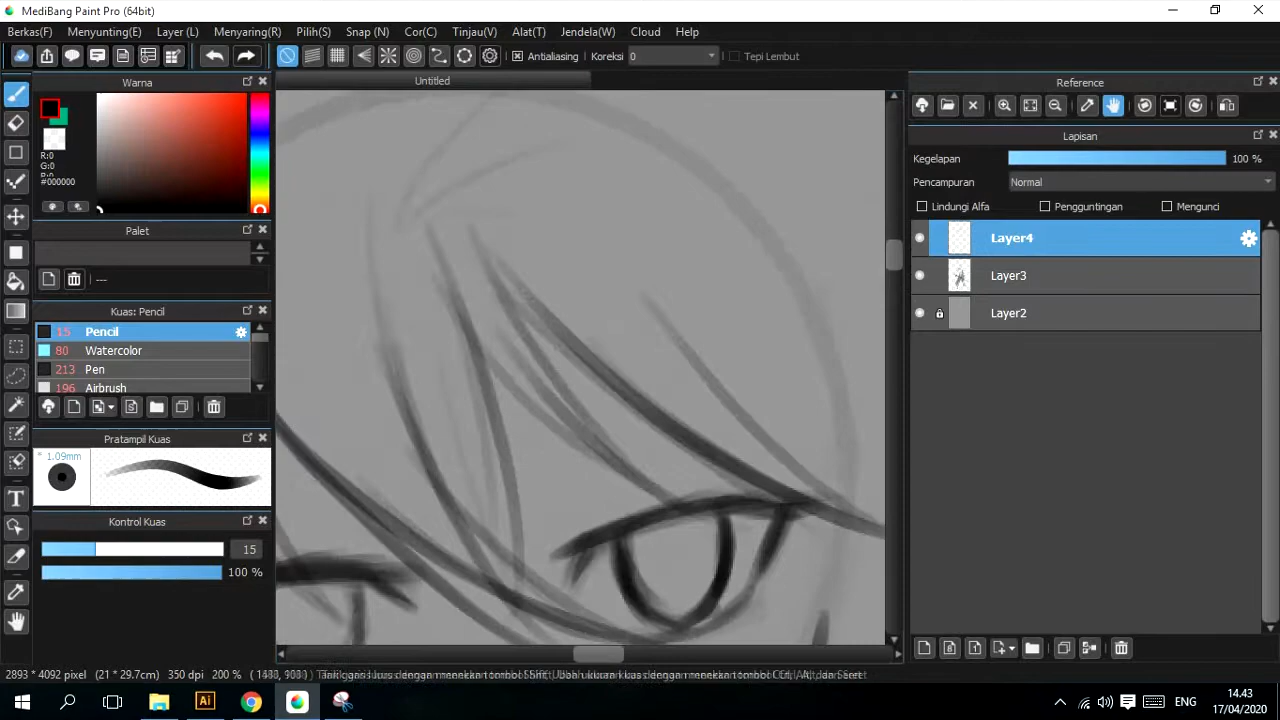 MediBang Paint Pro (64bit)
Berkas(F) Menyunting(E) Layer (L) Menyaring(R) Pilih(S) Snap (N) Cor(C) Tinjau(V) Alat(T) Jendela(W) Cloud Help
Antialiasing Koreksi 0 Tepi Lembut
Warna
Untitled
Reference
R:0
G:0
#000000
Lapisan
Kegelapan 100 %
Pencampuran Normal
Lindungi Alfa Pengguntingan Mengunci
Palet
---
Layer4
Layer3
Layer2
Kuas: Pencil
15 Pencil
80 Watercolor
213 Pen
196 Airbrush
Pratampil Kuas
* 1.09mm
Kontrol Kuas
15
100 %
2893 * 4092 pixel (21 * 29.7cm) 350 dpi 200 %
Ai
ENG
14.43
17/04/2020